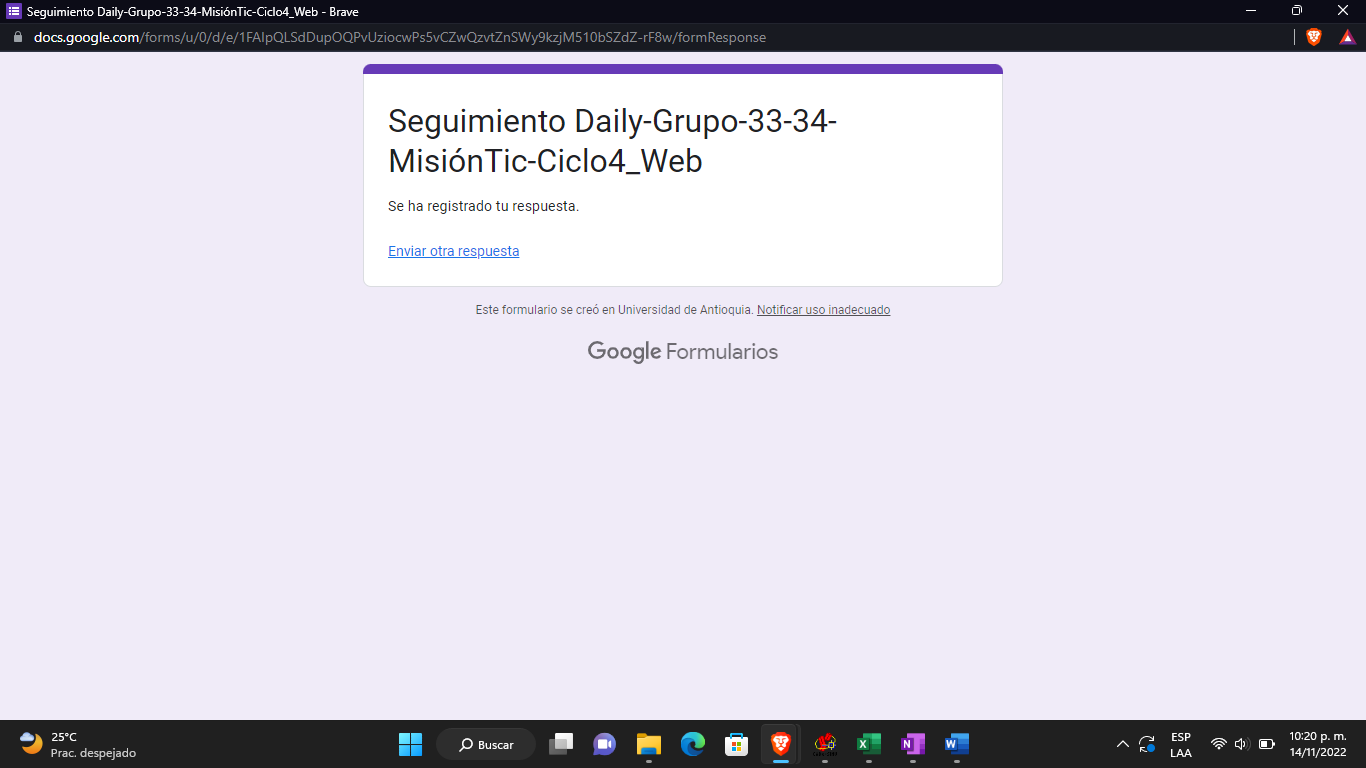 Seguimiento Daily-Grupo-33-34-MisiónTic-Ciclo4_Web - Brave
docs.google.com/forms/u/0/d/e/1FAIpQLSdDupOQPvUziocwPs5vCZwQzvtZnSWy9kzjM510bSZdZ-rF8w/formResponse
Seguimiento Daily-Grupo-33-34-
MisiónTic-Ciclo4_Web
Se ha registrado tu respuesta.
Enviar otra respuesta
Este formulario se creó en Universidad de Antioquia. Notificar uso inadecuado
Google Formularios
25°C
Prac. despejado
Buscar
ESP
LAA
10:20 p. m.
14/11/2022